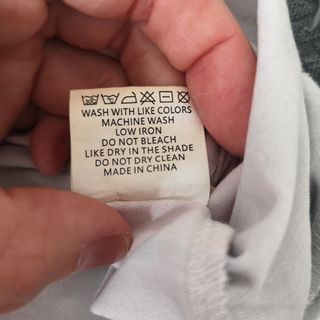 WASH WITH LIKE COLORS
MACHINE WASH
LOW IRON
DO NOT BLEACH
LIKE DRY IN THE SHADE
DO NOT DRY CLEAN
MADE IN CHINA